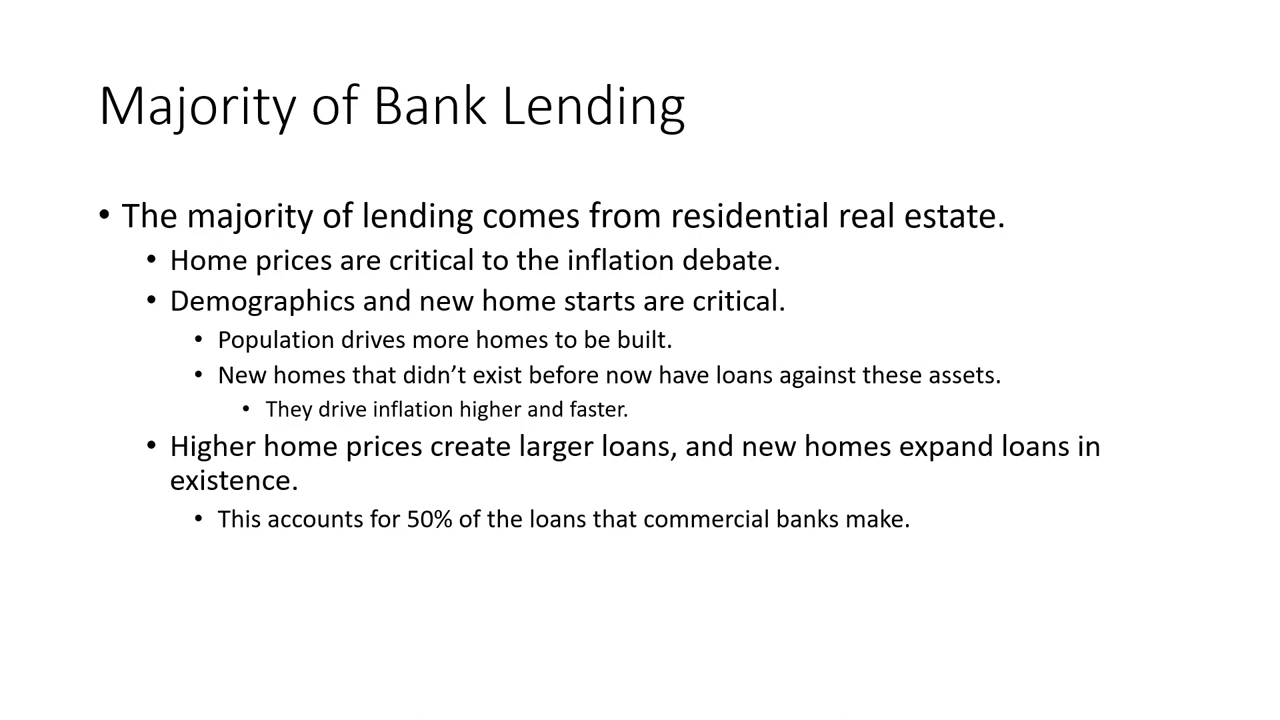 Majority of Bank Lending
• The majority of lending comes from residential real estate.
• Home prices are critical to the inflation debate.
• Demographics and new home starts are critical.
• Population drives more homes to be built.
• New homes that didn’t exist before now have loans against these assets.
• They drive inflation higher and faster.
• Higher home prices create larger loans, and new homes expand loans in
existence.
• This accounts for 50% of the loans that commercial banks make.